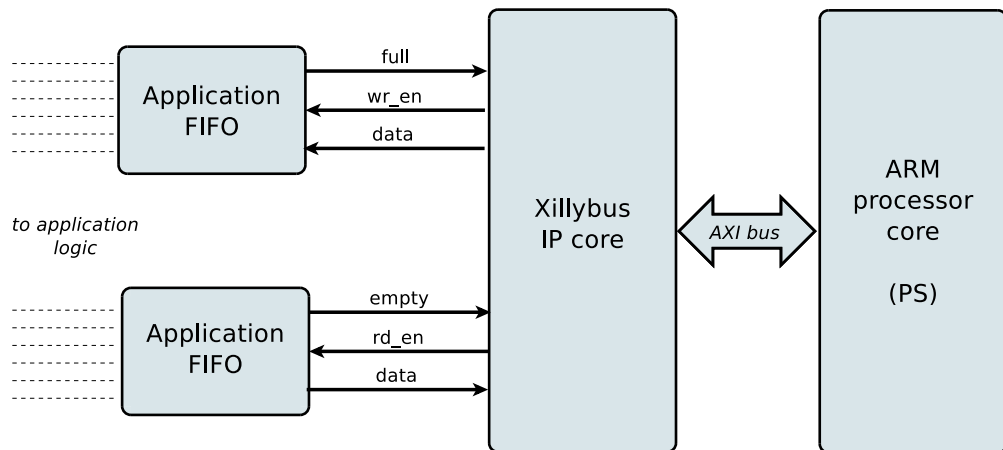 Application
FIFO
full
wr_en
data
to application
logic
Application
FIFO
empty
rd_en
data
Xillybus
IP core
AXI bus
ARM
processor
core
(PS)